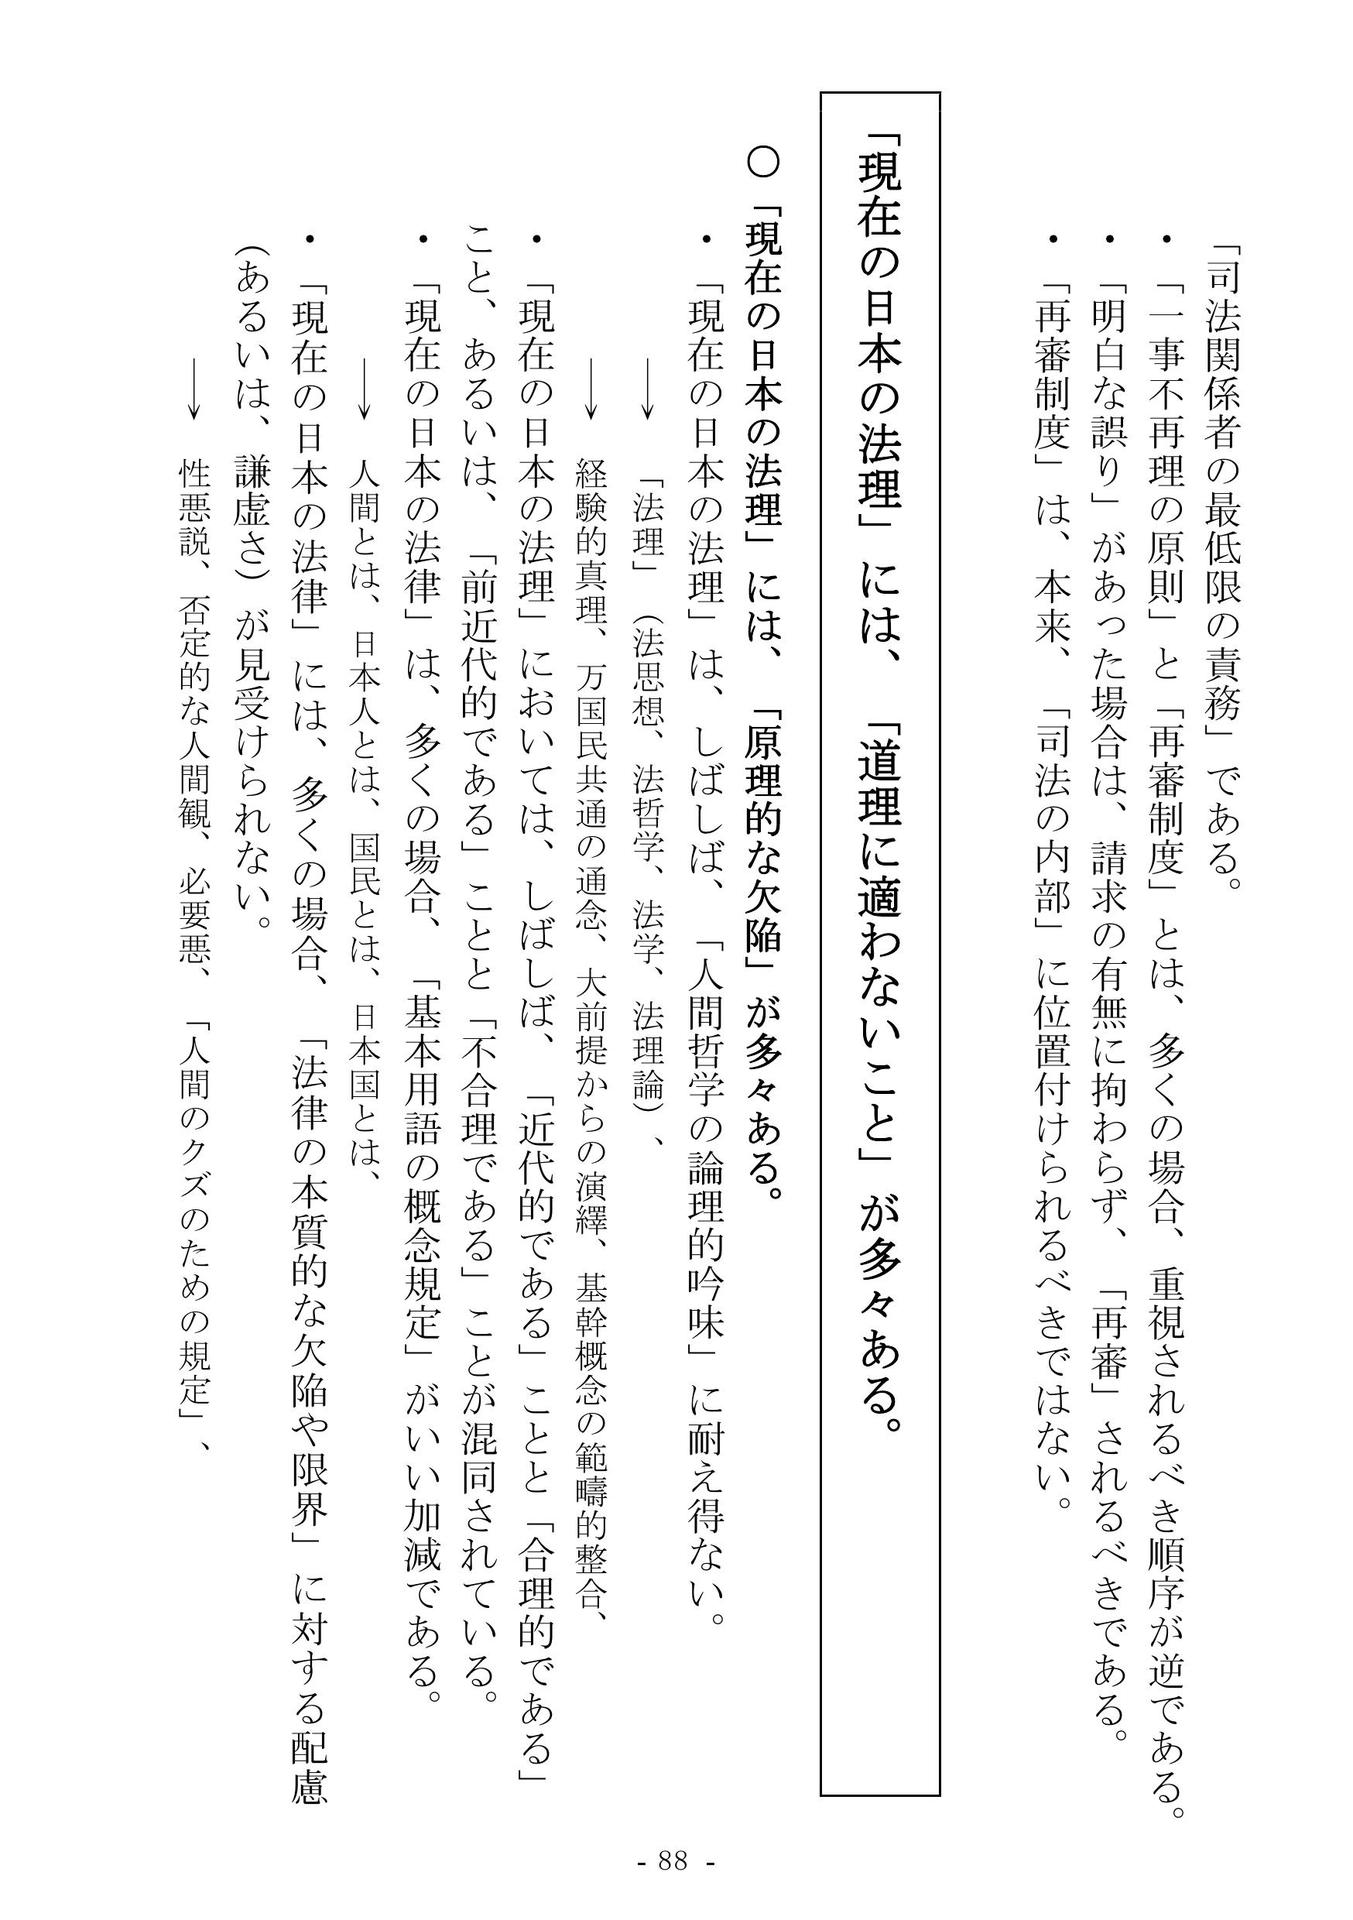 「司法関係者の最低限の責務」である。
・「一事不再理の原則」と「再審制度」とは、多くの場合、重視されるべき順序が逆である。
・「明白な誤り」があった場合は、請求の有無に拘わらず、「再審」されるべきである。
・「再審制度」は、本来、「司法の内部」に位置付けられるべきではない。
「現在の日本の法理」には、「道理に適わないこと」が多々ある。
○「現在の日本の法理」には、「原理的な欠陥」が多々ある。
・「現在の日本の法理」は、しばしば、「人間哲学の論理的吟味」に耐え得ない。
→ 「法理」（法思想、法哲学、法学、法理論）、
→ 経験的真理、万国民共通の通念、大前提からの演繹、基幹概念の範疇的整合、
・「現在の日本の法理」においては、しばしば、「近代的である」ことと「合理的である」
こと、あるいは、「前近代的である」ことと「不合理である」ことが混同されている。
・「現在の日本の法律」は、多くの場合、「基本用語の概念規定」がいい加減である。
→ 人間とは、日本人とは、国民とは、日本国とは、
・「現在の日本の法律」には、多くの場合、「法律の本質的な欠陥や限界」に対する配慮
（あるいは、謙虚さ）が見受けられない。
→ 性悪説、否定的な人間観、必要悪、「人間のクズのための規定」、
- 88 -